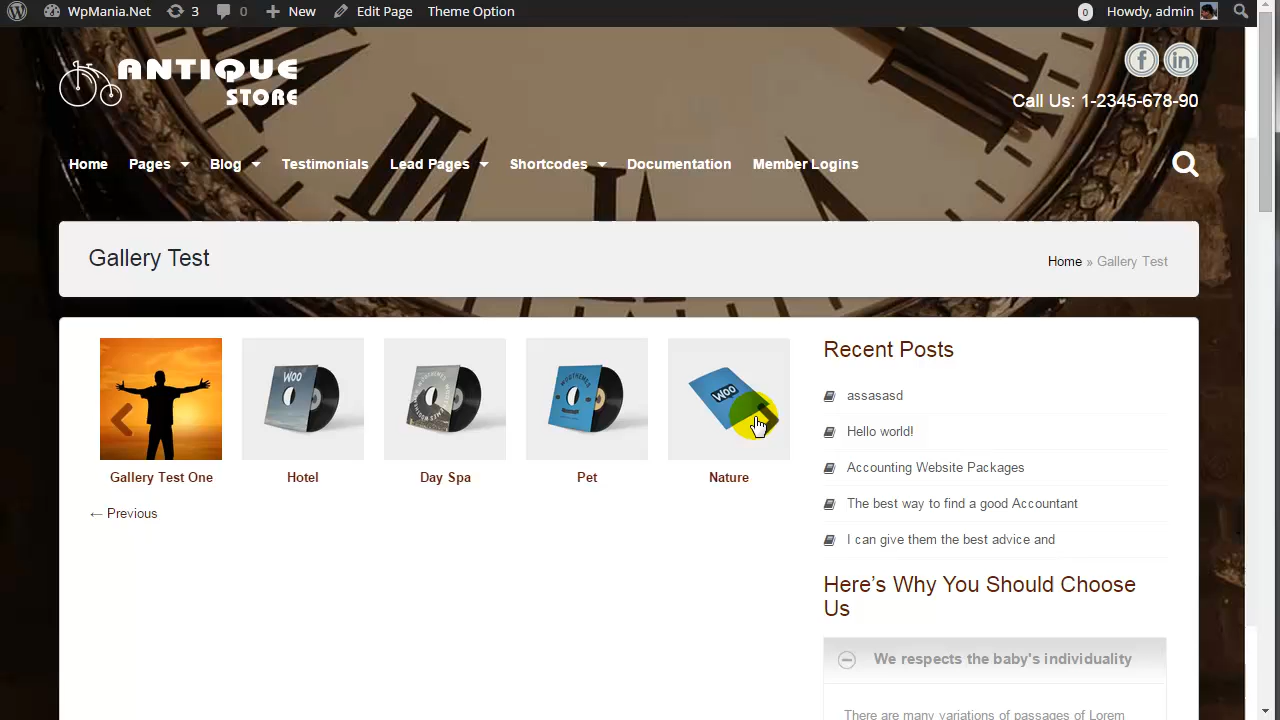 WpMania.Net 3 0 New Edit Page Theme Option 0 Howdy, admin
ANTIQUE
STORE
Call Us: 1-2345-678-90
Home Pages Blog Testimonials Lead Pages Shortcodes Documentation Member Logins
Gallery Test
Home » Gallery Test
WOO
WOOTHEMES
WOO
Gallery Test One Hotel Day Spa Pet Nature
← Previous
Recent Posts
assasasd
Hello world!
Accounting Website Packages
The best way to find a good Accountant
I can give them the best advice and
Here's Why You Should Choose
Us
We respects the baby's individuality
There are many variations of passages of Lorem